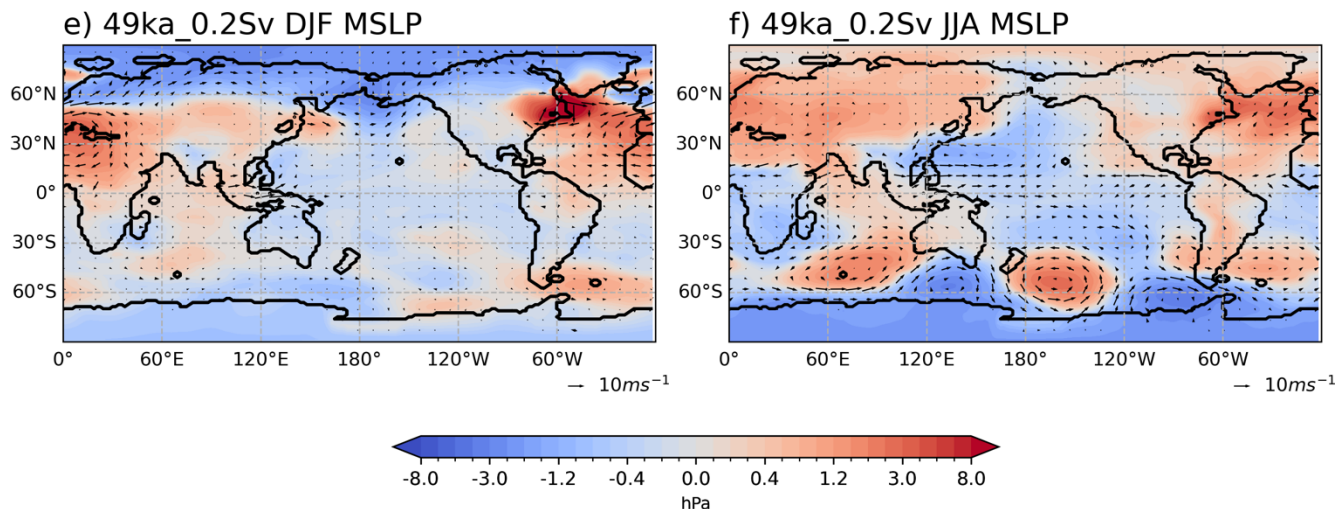 e) 49ka_0.2Sv DJF MSLP
f) 49ka_0.2Sv JJA MSLP
60°N
30°N
0°
30°S
60°S
60°N
30°N
0°
30°S
60°S
0° 60°E 120°E 180° 120°W 60°W
0° 60°E 120°E 180° 120°W 60°W
→ 10ms⁻¹
→ 10ms⁻¹
-8.0 -3.0 -1.2 -0.4 0.0 0.4 1.2 3.0 8.0
hPa